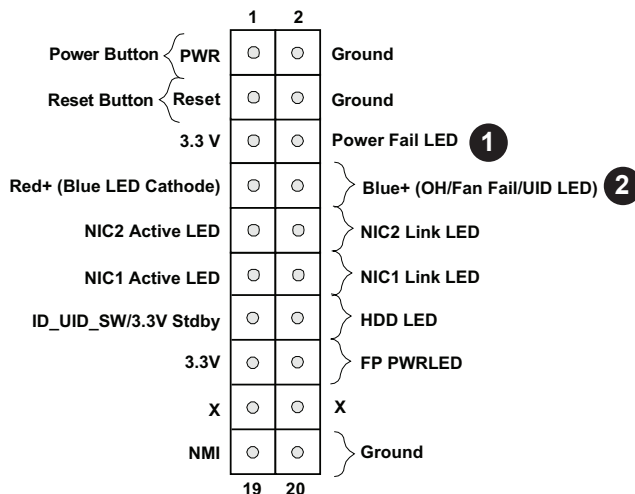 1 2
Power Button PWR Ground
Reset Button Reset Ground
3.3 V Power Fail LED 1
Red+ (Blue LED Cathode) Blue+ (OH/Fan Fail/UID LED) 2
NIC2 Active LED NIC2 Link LED
NIC1 Active LED NIC1 Link LED
ID_UID_SW/3.3V Stdby HDD LED
3.3V FP PWRLED
X X
NMI Ground
19 20